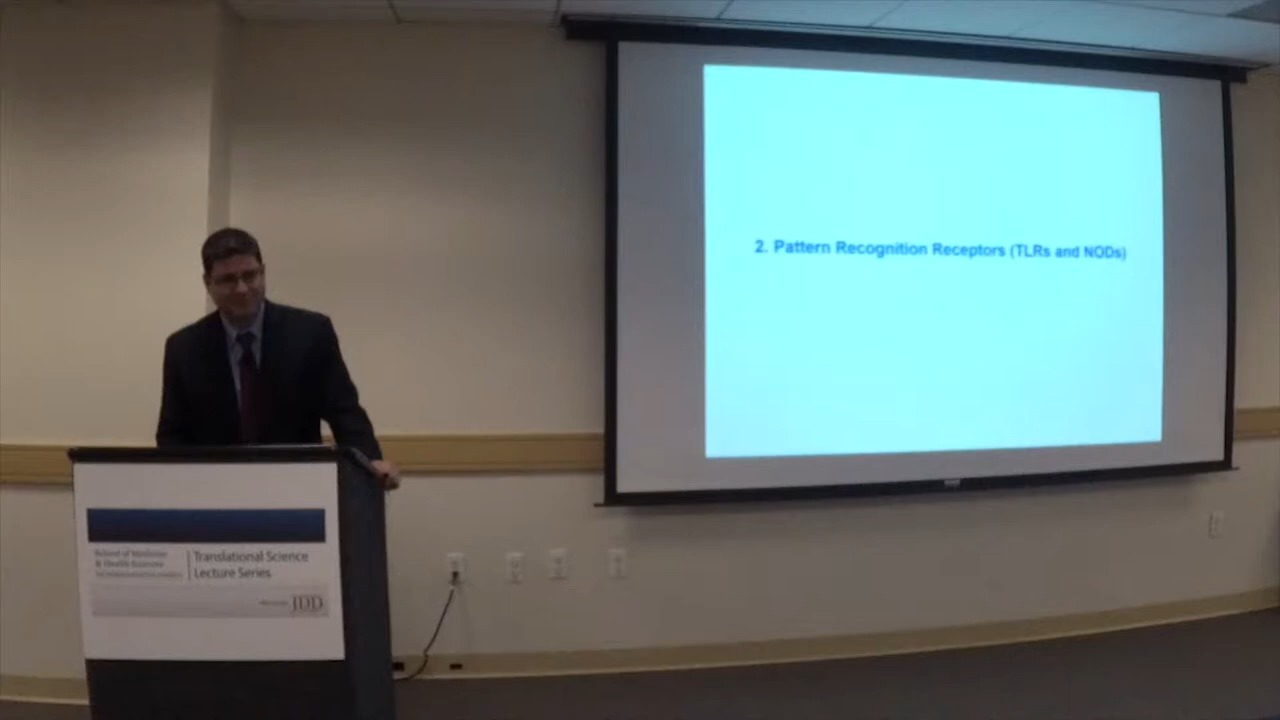 2. Pattern Recognition Receptors (TLRs and NODs)
School of Medicine
& Health Sciences
Translational Science
Lecture Series
JDD